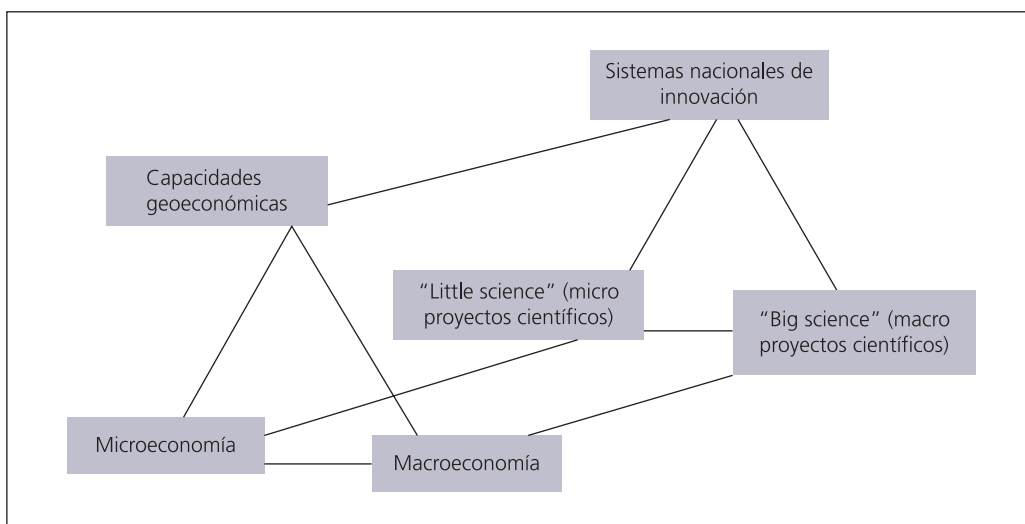 Sistemas nacionales de
innovación
Capacidades
geoeconómicas
“Little science” (micro
proyectos científicos)
“Big science” (macro
proyectos científicos)
Microeconomía
Macroeconomía